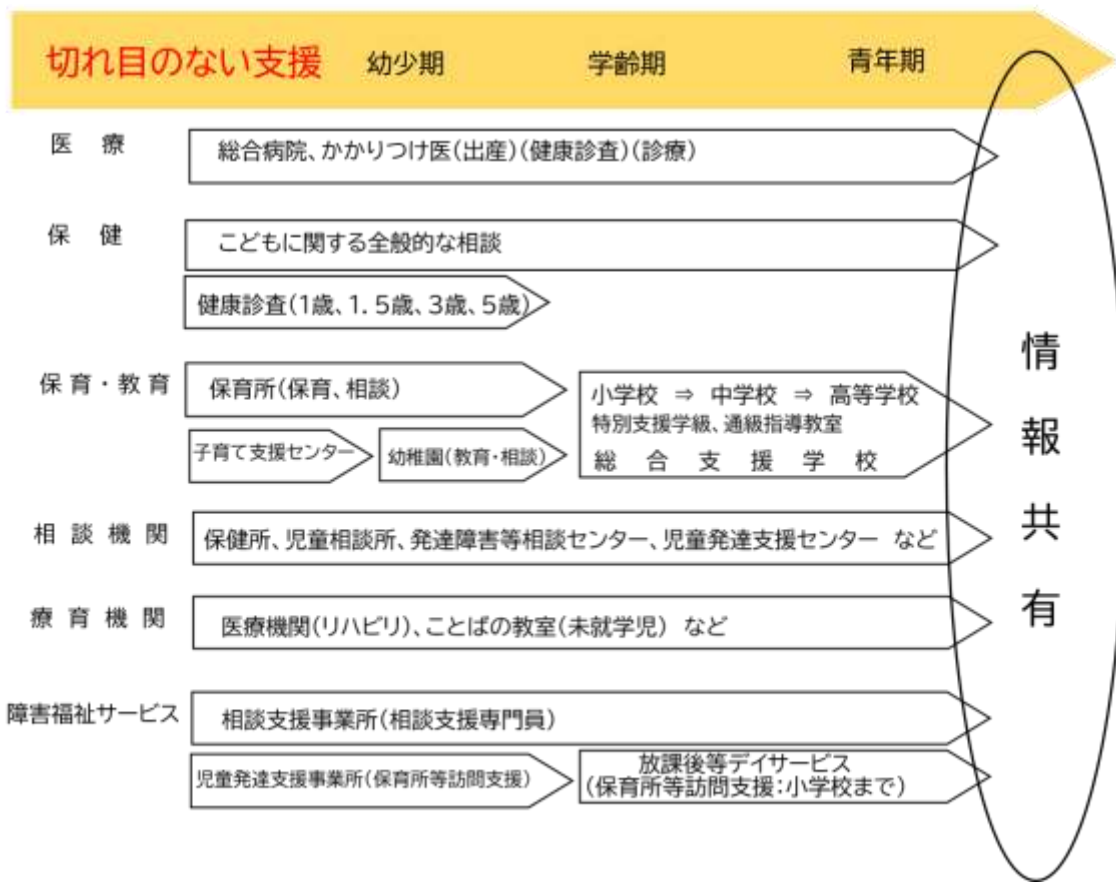 切れ目のない支援 幼少期 学齢期 青年期
医療
総合病院、かかりつけ医(出産)(健康診査)(診療)
保健
こどもに関する全般的な相談
健康診査(1歳、1.5歳、3歳、5歳)
保育・教育
保育所(保育、相談)
子育て支援センター
幼稚園(教育・相談)
小学校 ⇒ 中学校 ⇒ 高等学校
特別支援学級、通級指導教室
総合支援学校
相談機関
保健所、児童相談所、発達障害等相談センター、児童発達支援センター など
療育機関
医療機関(リハビリ)、ことばの教室(未就学児) など
障害福祉サービス
相談支援事業所(相談支援専門員)
児童発達支援事業所(保育所等訪問支援)
放課後等デイサービス
(保育所等訪問支援:小学校まで)
情報共有